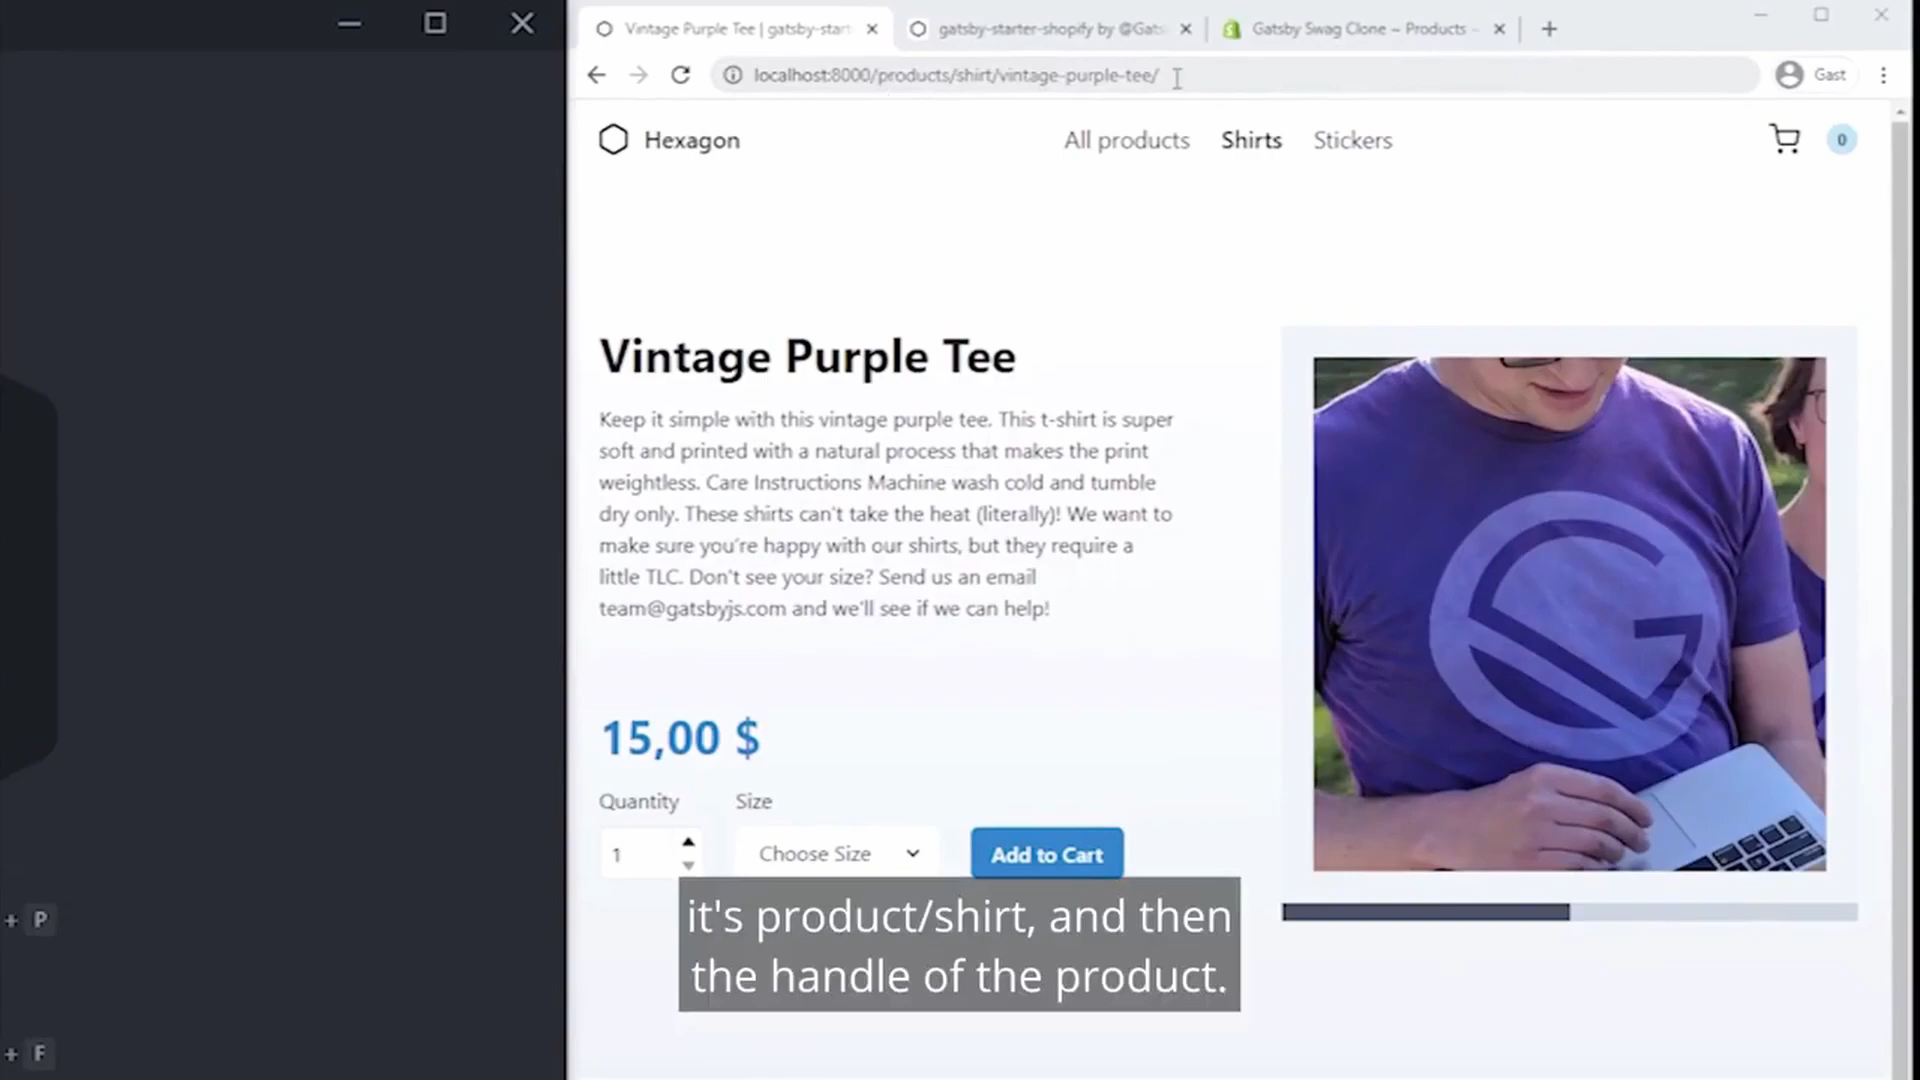 Vintage Purple Tee | gatsby-start
gatsby-starter-shopify by @Gats
Gatsby Swag Clone ~ Products ~
localhost:8000/products/shirt/vintage-purple-tee/
Gast
Hexagon
All products
Shirts
Stickers
0
Vintage Purple Tee
Keep it simple with this vintage purple tee. This t-shirt is super
soft and printed with a natural process that makes the print
weightless. Care Instructions Machine wash cold and tumble
dry only. These shirts can't take the heat (literally)! We want to
make sure you're happy with our shirts, but they require a
little TLC. Don't see your size? Send us an email
team@gatsbyjs.com and we'll see if we can help!
15,00 $
Quantity
Size
1
Choose Size
Add to Cart
it's product/shirt, and then
the handle of the product.
+ P
+ F